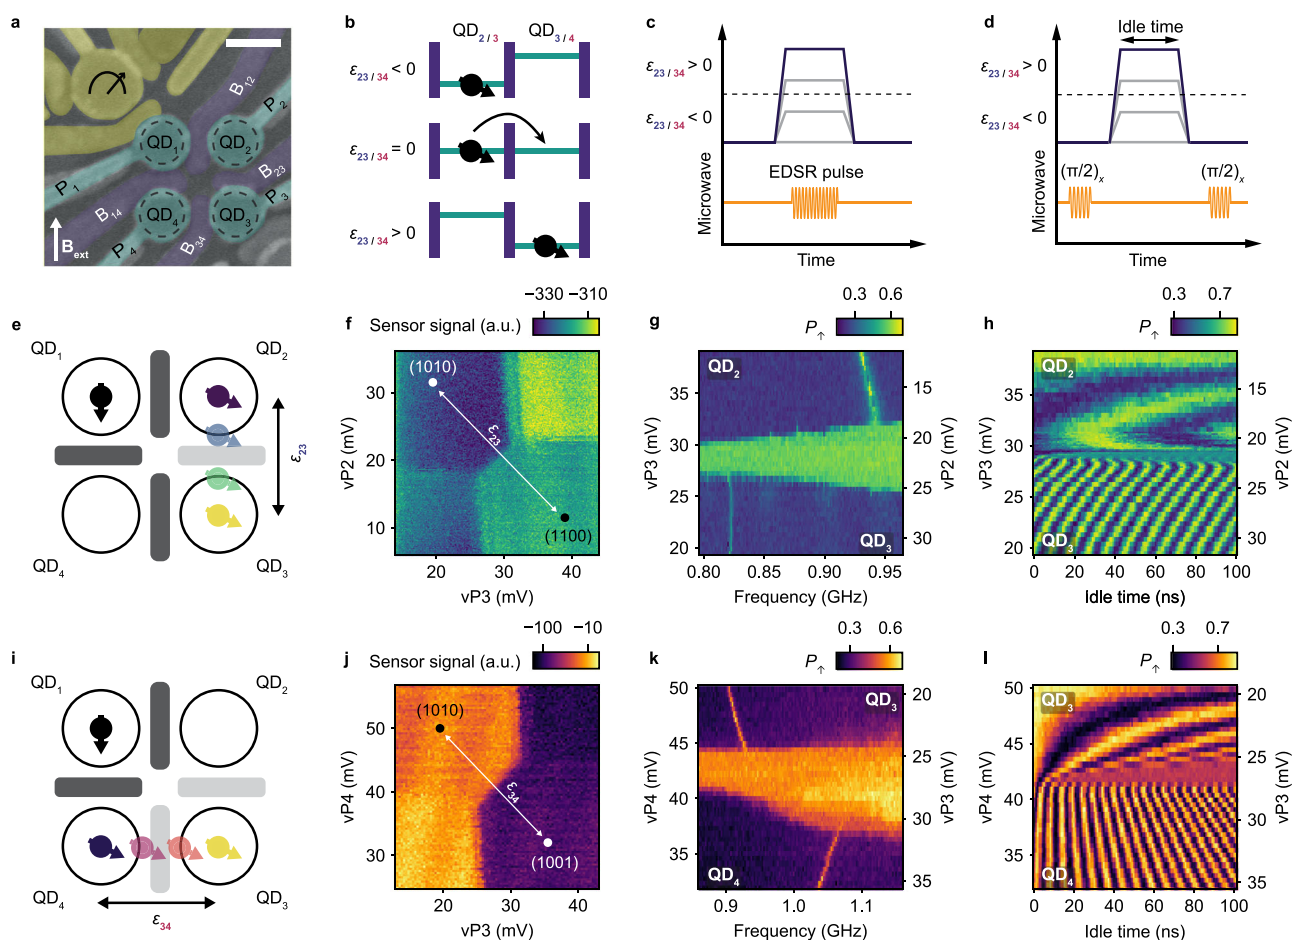 a
B₁₂
P₂
QD₁
QD₂
B₂₃
P₁
P₃
B₁₄
QD₄
QD₃
B₃₄
P₄
B_ext
b
QD₂ / ₃
QD₃ / ₄
ε₂₃ / ₃₄ < 0
ε₂₃ / ₃₄ = 0
ε₂₃ / ₃₄ > 0
c
ε₂₃ / ₃₄ > 0
ε₂₃ / ₃₄ < 0
EDSR pulse
Microwave
Time
d
Idle time
ε₂₃ / ₃₄ > 0
ε₂₃ / ₃₄ < 0
(π/2)ₓ
(π/2)ₓ
Microwave
Time
e
QD₁
QD₂
ε₂₃
QD₄
QD₃
f
−330
−310
Sensor signal (a.u.)
(1010)
ε₂₃
(1100)
30
20
10
vP2 (mV)
20
30
40
vP3 (mV)
g
0.3
0.6
P↑
QD₂
QD₃
35
30
25
20
vP3 (mV)
15
20
25
30
vP2 (mV)
0.80
0.85
0.90
0.95
Frequency (GHz)
h
0.3
0.7
P↑
QD₂
QD₃
35
30
25
20
vP3 (mV)
15
20
25
30
vP2 (mV)
0
20
40
60
80
100
Idle time (ns)
i
QD₁
QD₂
QD₄
QD₃
ε₃₄
j
−100
−10
Sensor signal (a.u.)
(1010)
ε₃₄
(1001)
50
40
30
vP4 (mV)
20
30
40
vP3 (mV)
k
0.3
0.6
P↑
QD₃
QD₄
50
45
40
35
vP4 (mV)
20
25
30
35
vP3 (mV)
0.9
1.0
1.1
Frequency (GHz)
l
0.3
0.7
P↑
QD₃
QD₄
50
45
40
35
vP4 (mV)
20
25
30
35
vP3 (mV)
0
20
40
60
80
100
Idle time (ns)